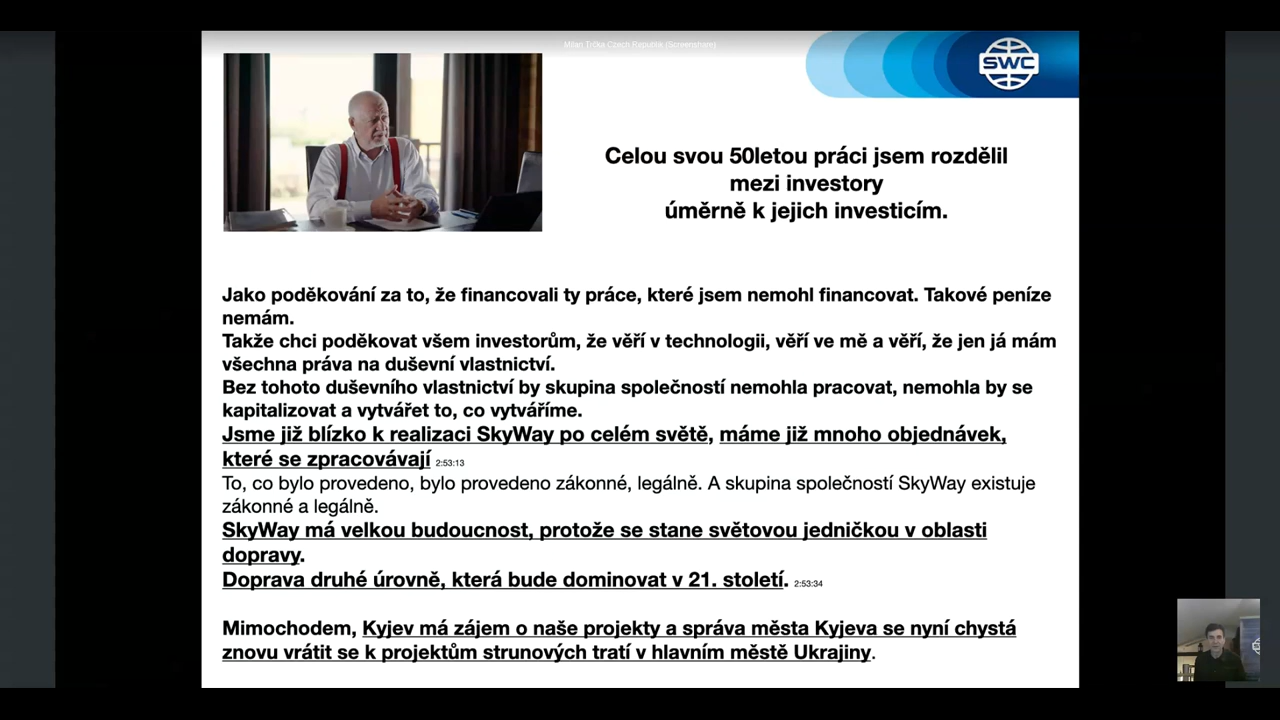 Milan Trčka Czech Republik (Screenshare)
SWC
Celou svou 50letou práci jsem rozdělil
mezi investory
úměrně k jejich investicím.
Jako poděkování za to, že financovali ty práce, které jsem nemohl financovat. Takové peníze
nemám.
Takže chci poděkovat všem investorům, že věří v technologii, věří ve mě a věří, že jen já mám
všechna práva na duševní vlastnictví.
Bez tohoto duševního vlastnictví by skupina společností nemohla pracovat, nemohla by se
kapitalizovat a vytvářet to, co vytváříme.
Jsme již blízko k realizaci SkyWay po celém světě, máme již mnoho objednávek,
které se zpracovávají 2:53:13
To, co bylo provedeno, bylo provedeno zákonné, legálně. A skupina společností SkyWay existuje
zákonné a legálně.
SkyWay má velkou budoucnost, protože se stane světovou jedničkou v oblasti
dopravy.
Doprava druhé úrovně, která bude dominovat v 21. století. 2:53:34
Mimochodem, Kyjev má zájem o naše projekty a správa města Kyjeva se nyní chystá
znovu vrátit se k projektům strunových tratí v hlavním městě Ukrajiny.